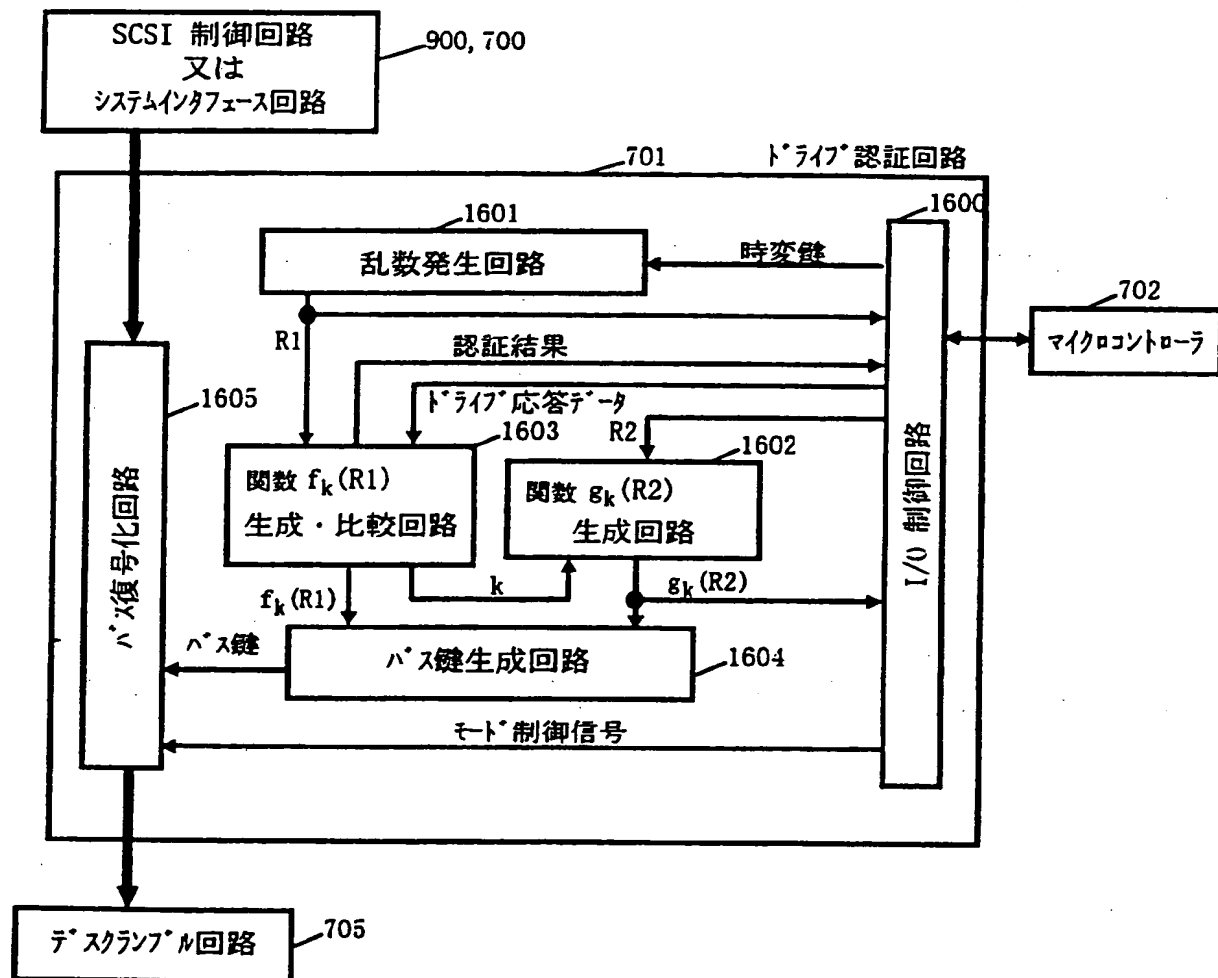 SCSI 制御回路
又は
システムインタフェース回路
900, 700
701
ドライブ認証回路
1600
1601
乱数発生回路
時変鍵
702
マイクロコントローラ
R1
認証結果
ドライブ応答データ
1605
1603
R2
1602
関数 fk(R1)
生成・比較回路
関数 gk(R2)
生成回路
I/O 制御回路
バス復号化回路
fk(R1)
k
gk(R2)
バス鍵
バス鍵生成回路
1604
モード制御信号
デスクランブル回路
705